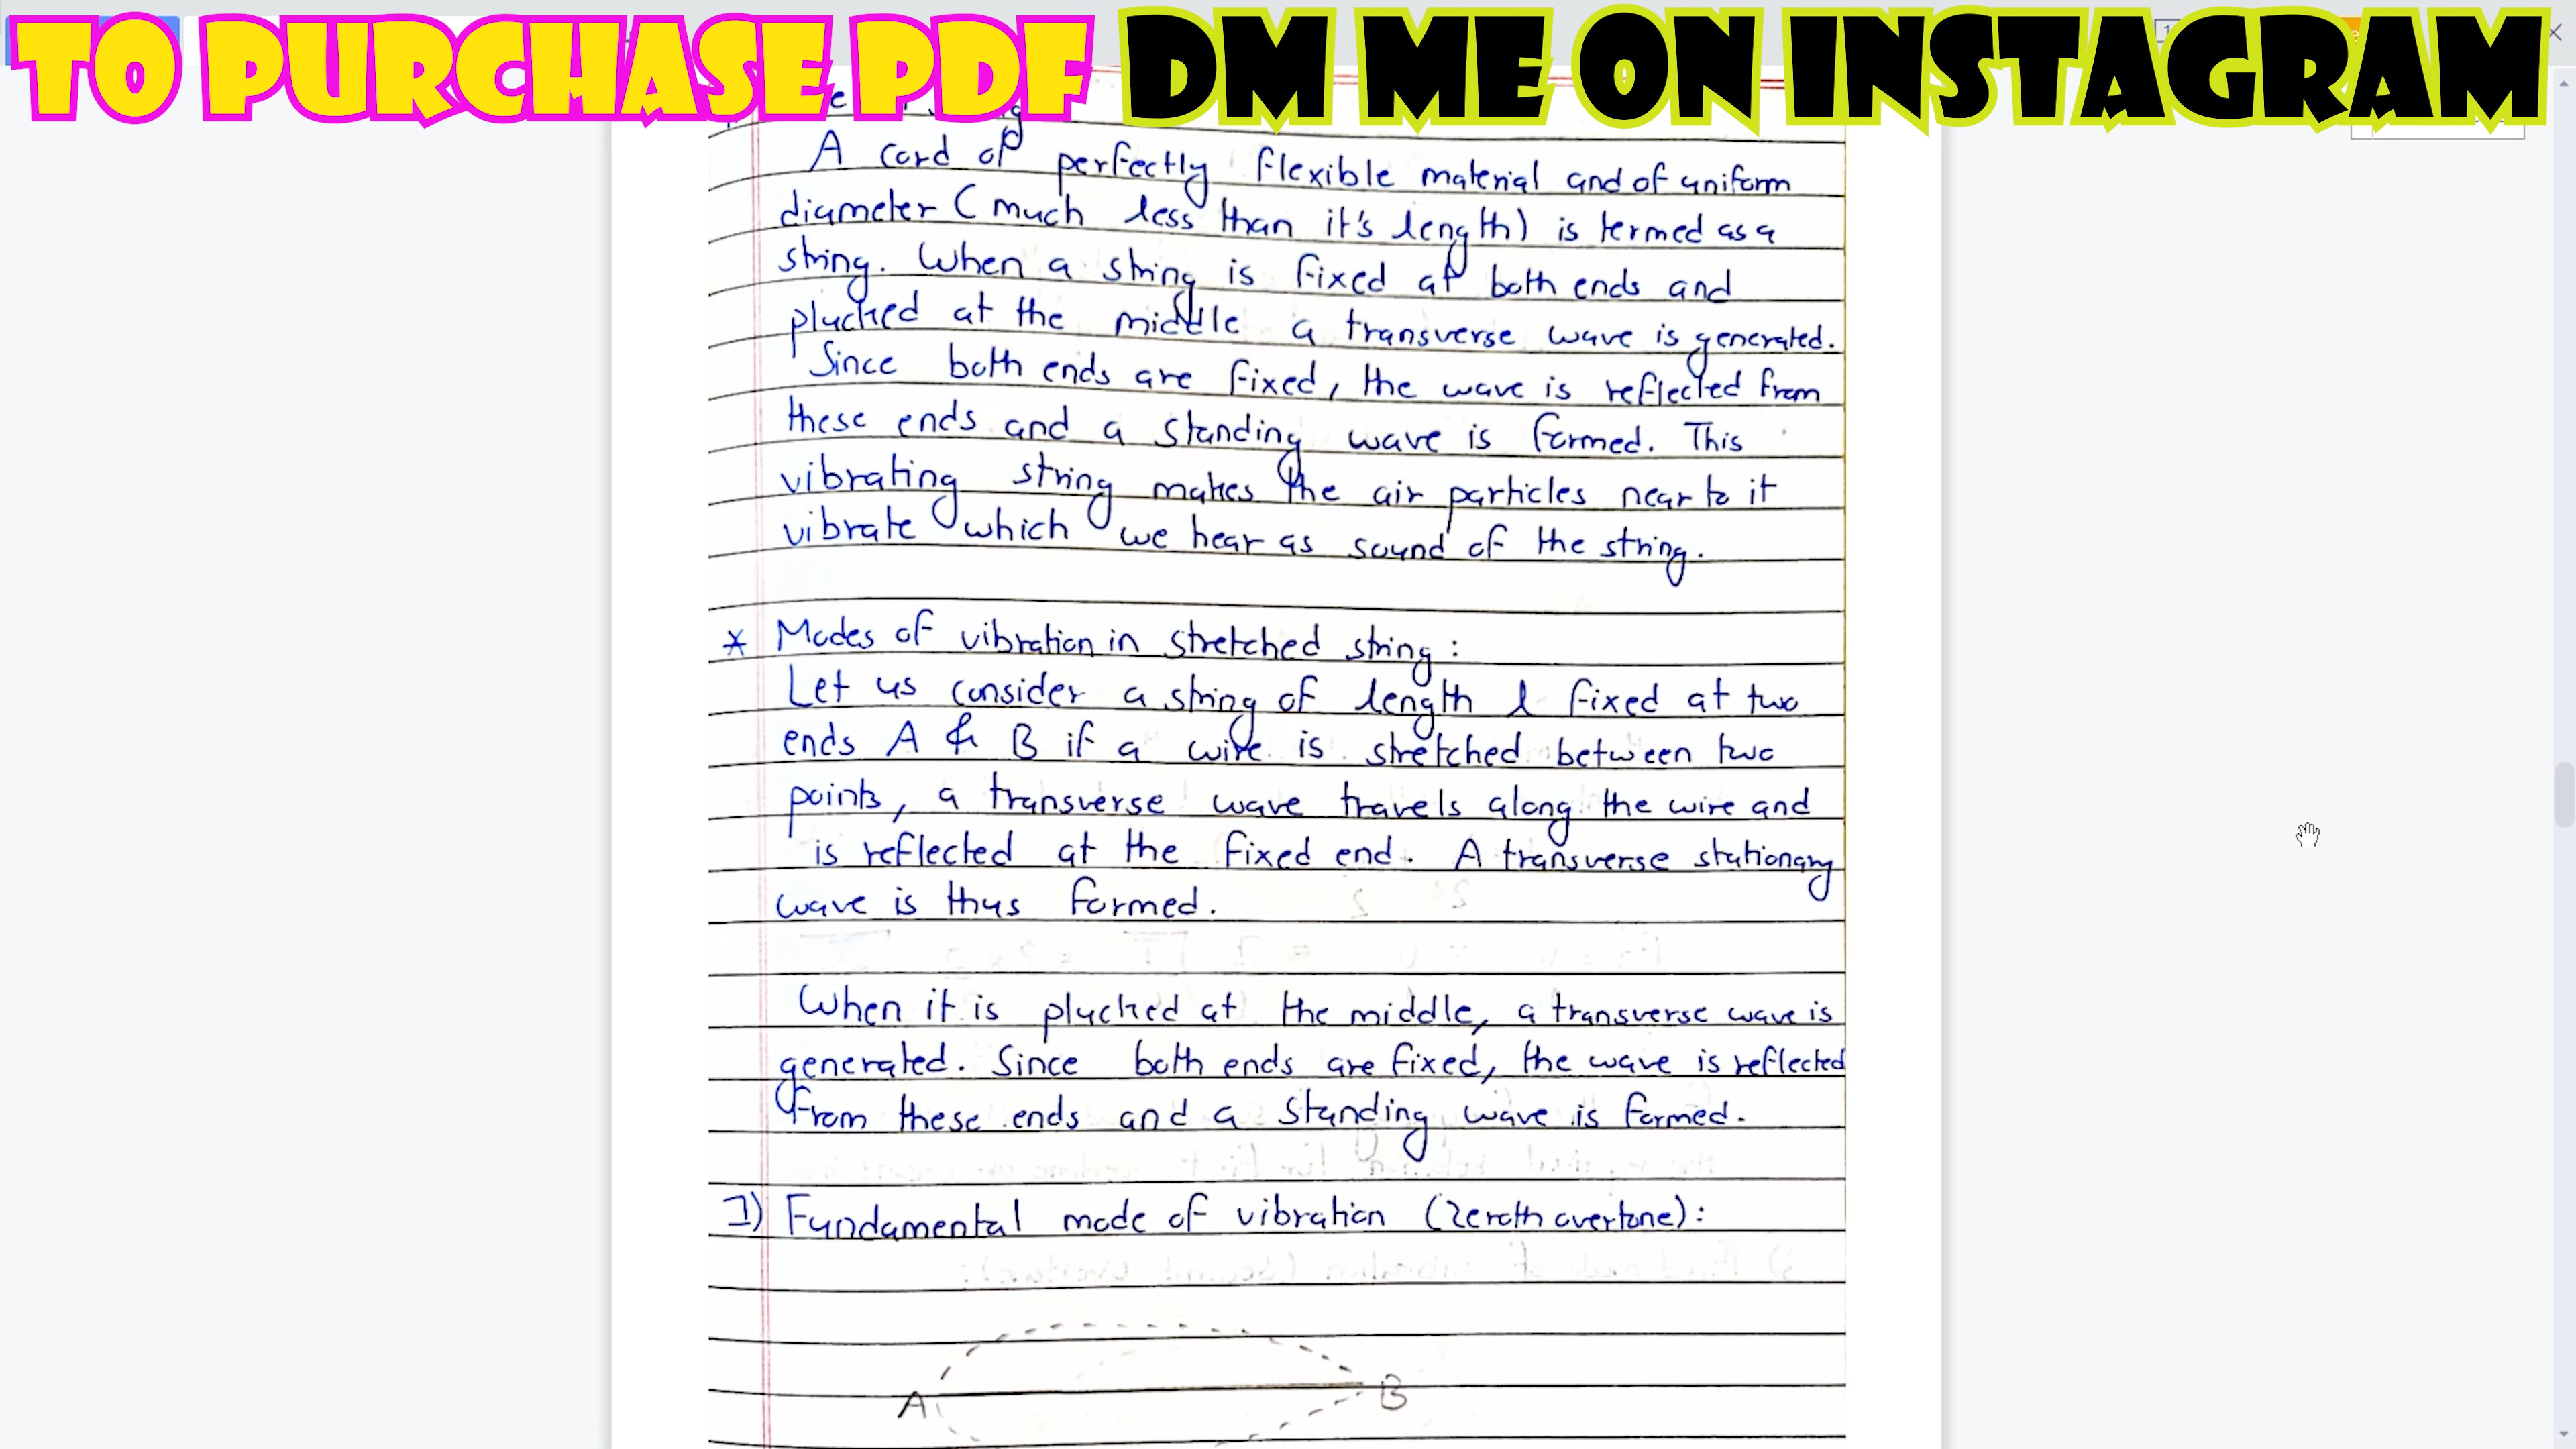 TO PURCHASE PDF DM ME ON INSTAGRAM
A cord of perfectly flexible material and of uniform
diameter (much less than it's length) is termed as a
string. When a string is fixed at both ends and
plucked at the middle a transverse wave is generated.
Since both ends are fixed, the wave is reflected from
these ends and a standing wave is formed. This
vibrating string makes the air particles near to it
vibrate which we hear as sound of the string.
* Modes of vibration in stretched string:
Let us consider a string of length l fixed at two
ends A & B if a wire is stretched between two
points, a transverse wave travels along the wire and
is reflected at the fixed end. A transverse stationary
wave is thus formed.
When it is plucked at the middle, a transverse wave is
generated. Since both ends are fixed, the wave is reflected
from these ends and a standing wave is formed.
1) Fundamental mode of vibration (zeroth overtone):
A B